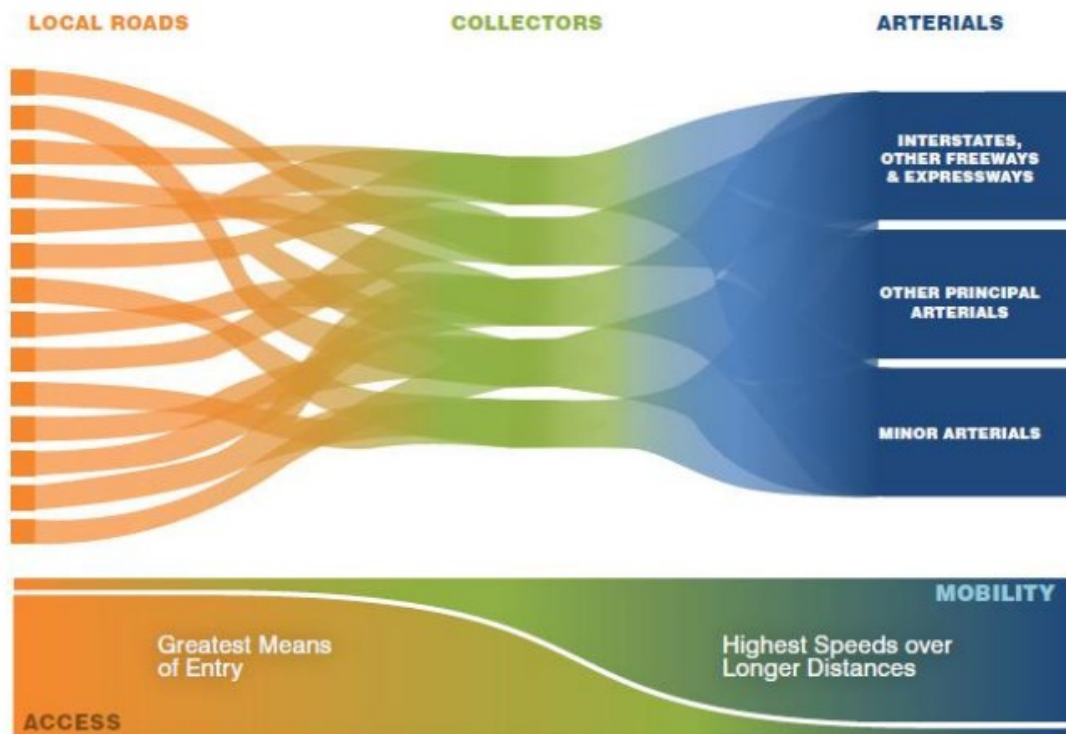 LOCAL ROADS
COLLECTORS
ARTERIALS
INTERSTATES,
OTHER FREEWAYS
& EXPRESSWAYS
OTHER PRINCIPAL
ARTERIALS
MINOR ARTERIALS
MOBILITY
Greatest Means
of Entry
Highest Speeds over
Longer Distances
ACCESS